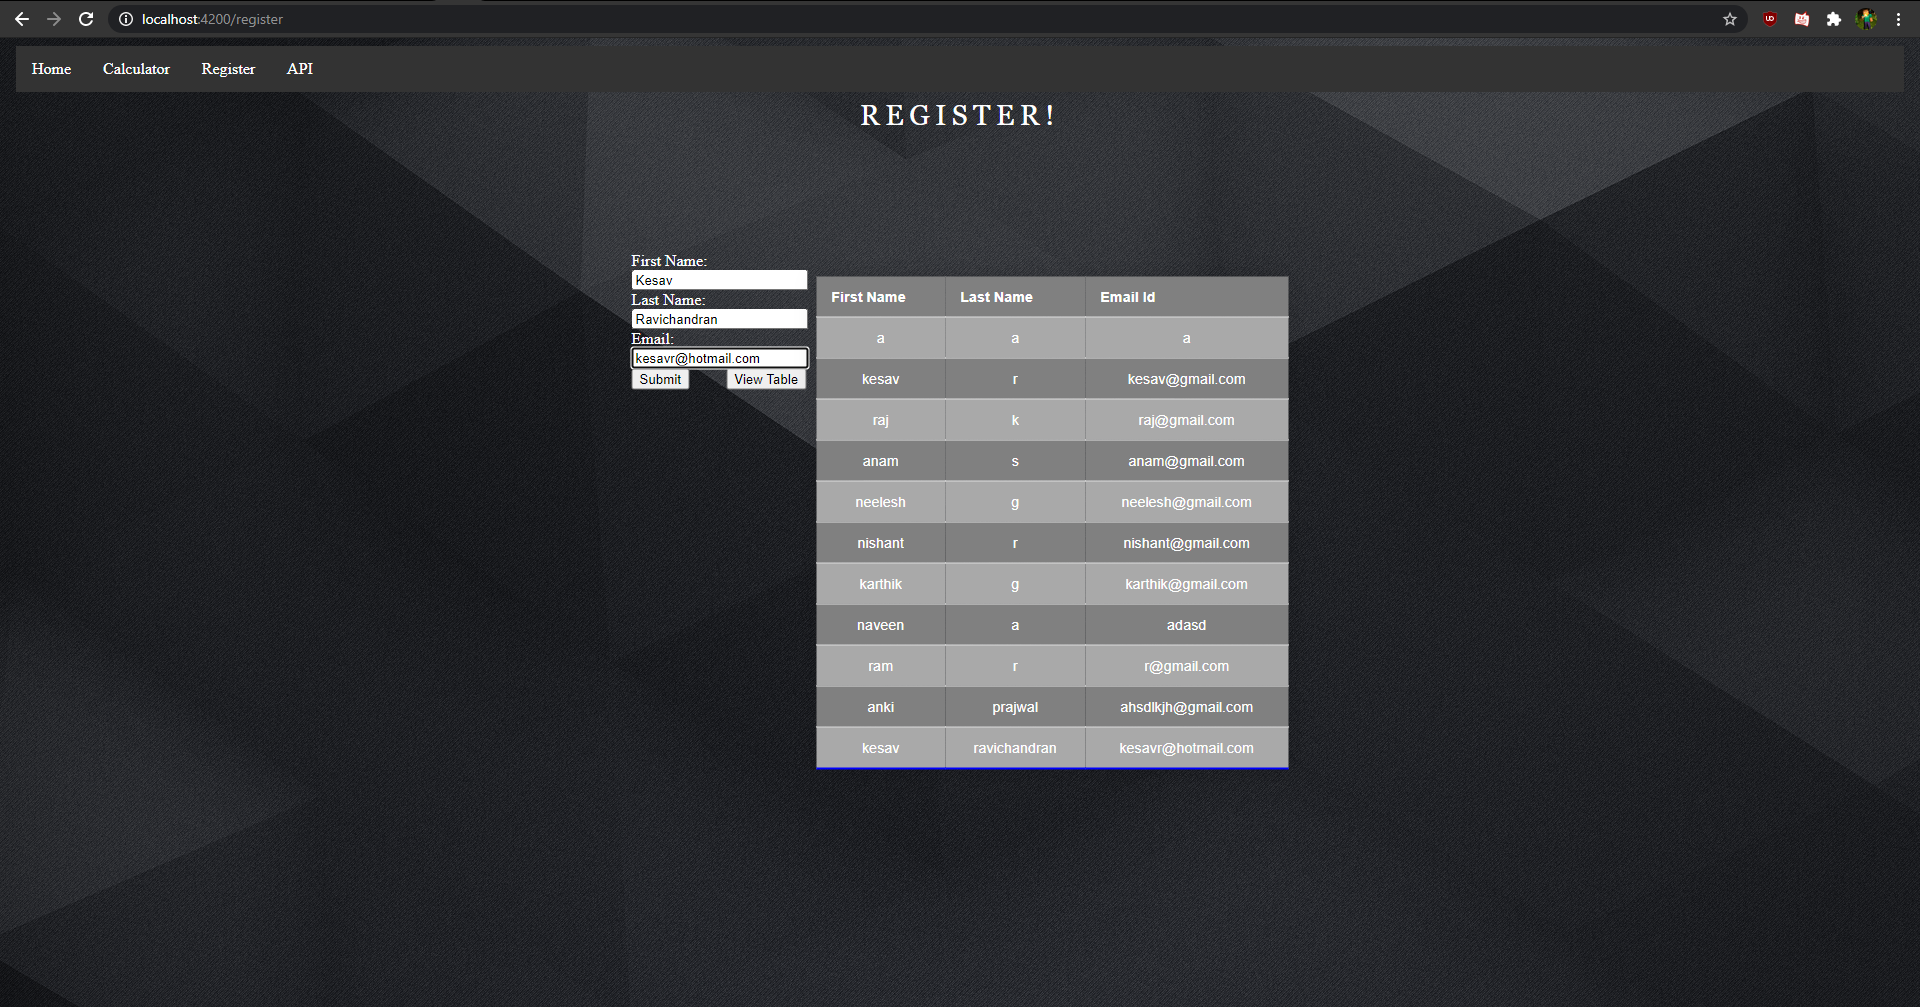 localhost:4200/register
Home Calculator Register API
REGISTER!
First Name:
Kesav
Last Name:
Ravichandran
Email:
kesavr@hotmail.com
Submit View Table
First Name Last Name Email Id
a a a
kesav r kesav@gmail.com
raj k raj@gmail.com
anam s anam@gmail.com
neelesh g neelesh@gmail.com
nishant r nishant@gmail.com
karthik g karthik@gmail.com
naveen a adasd
ram r r@gmail.com
anki prajwal ahsdlkjh@gmail.com
kesav ravichandran kesavr@hotmail.com